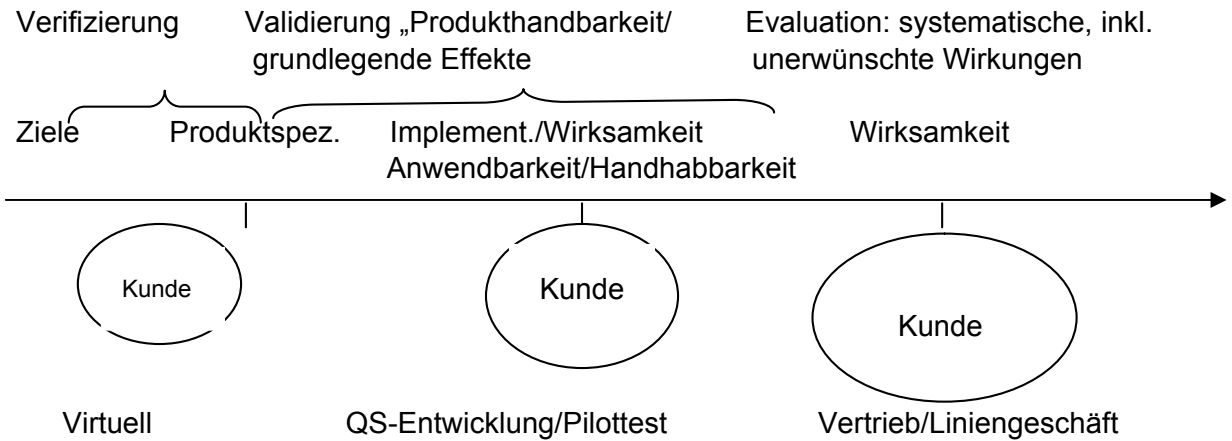 Verifizierung Validierung „Produkthandbarkeit/ Evaluation: systematische, inkl.
grundlegende Effekte unerwünschte Wirkungen
Ziele Produktspez. Implement./Wirksamkeit Wirksamkeit
Anwendbarkeit/Handhabbarkeit
Kunde Kunde Kunde
Virtuell QS-Entwicklung/Pilottest Vertrieb/Liniengeschäft